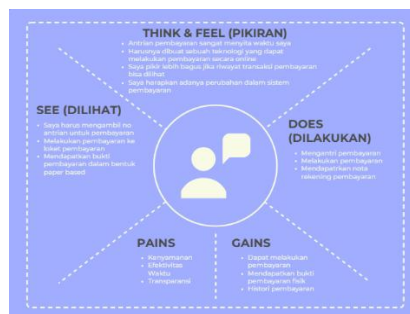 THINK & FEEL (PIKIRAN)
• Antrian pembayaran sangat menyita waktu saya
• Harusnya dibuat sebuah teknologi yang dapat
melakukan pembayaran secara online
• Saya pikir lebih bagus jika riwayat transaksi pembayaran
bisa dilihat
• Saya harapkan adanya perubahan dalam sistem
pembayaran
SEE (DILIHAT)
• Saya harus mengambil no
antrian untuk pembayaran
• Melakukan pembayaran ke
loket pembayaran
• Mendapatkan bukti
pembayaran dalam bentuk
paper based
DOES
(DILAKUKAN)
• Mengantri pembayaran
• Melakukan pembayaran
• Mendapatrkan nota
rekening pembayaran
PAINS
• Kenyamanan
• Efektivitas
Waktu
• Transparansi
GAINS
• Dapat melakukan
pembayaran
• Mendapatkan bukti
pembayaran fisik
• Histori pembayaran